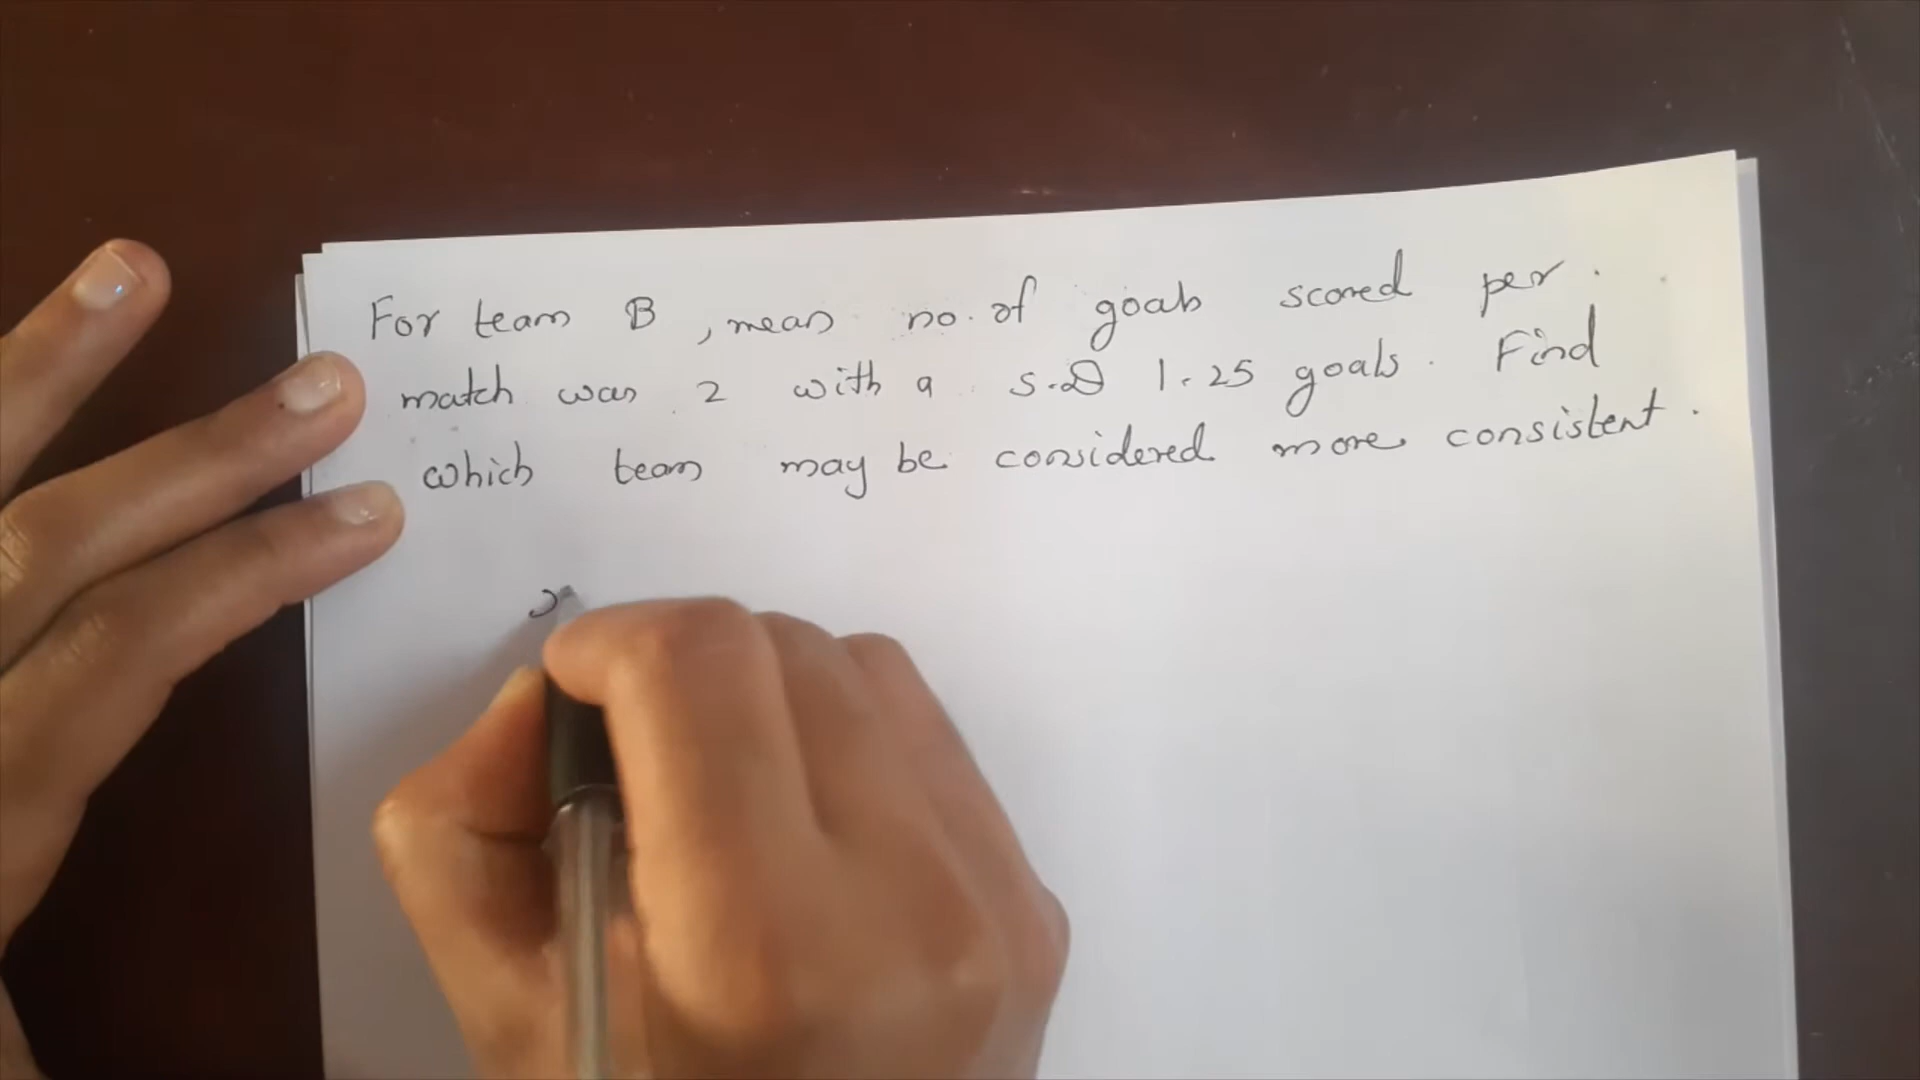 For team B, mean no. of goals scored per
match was 2 with a S.D 1.25 goals. Find
which team may be considered more consistent.
x